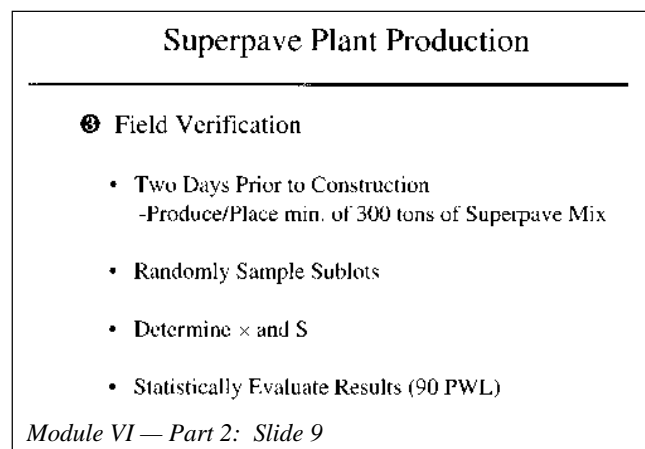 Superpave Plant Production
❸ Field Verification
• Two Days Prior to Construction
-Produce/Place min. of 300 tons of Superpave Mix
• Randomly Sample Sublots
• Determine × and S
• Statistically Evaluate Results (90 PWL)
Module VI — Part 2: Slide 9